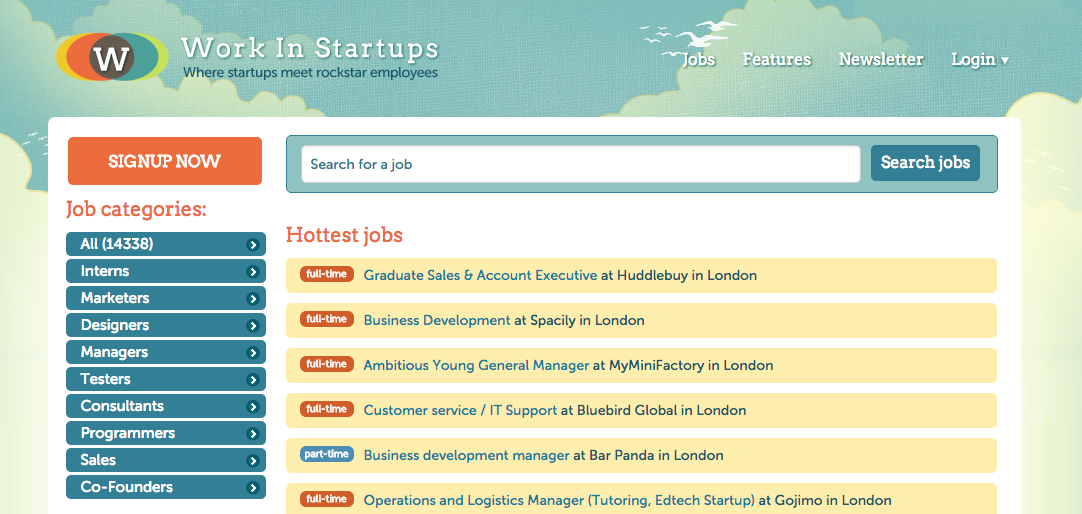 W
Work In Startups
Where startups meet rockstar employees
Jobs
Features
Newsletter
Login
SIGNUP NOW
Search for a job
Search jobs
Job categories:
All (14338)
Interns
Marketers
Designers
Managers
Testers
Consultants
Programmers
Sales
Co-Founders
Hottest jobs
full-time Graduate Sales & Account Executive at Huddlebuy in London
full-time Business Development at Spacily in London
full-time Ambitious Young General Manager at MyMiniFactory in London
full-time Customer service / IT Support at Bluebird Global in London
part-time Business development manager at Bar Panda in London
full-time Operations and Logistics Manager (Tutoring, Edtech Startup) at Gojimo in London